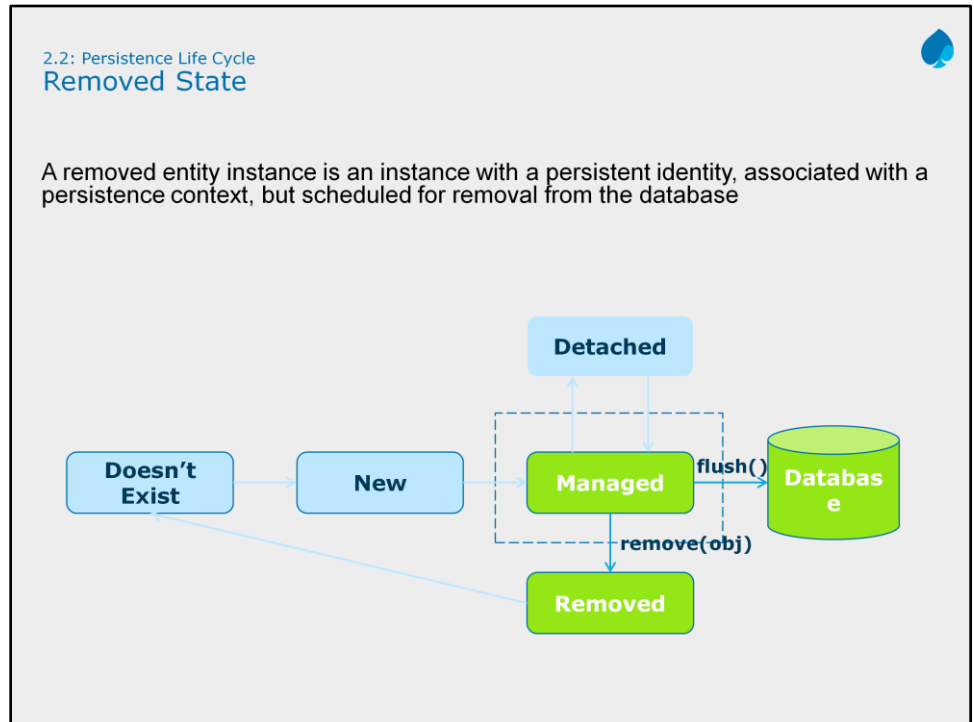 2.2: Persistence Life Cycle
Removed State
A removed entity instance is an instance with a persistent identity, associated with a
persistence context, but scheduled for removal from the database
Detached
Doesn't
Exist
New
Managed
flush()
Databas
e
remove(obj)
Removed